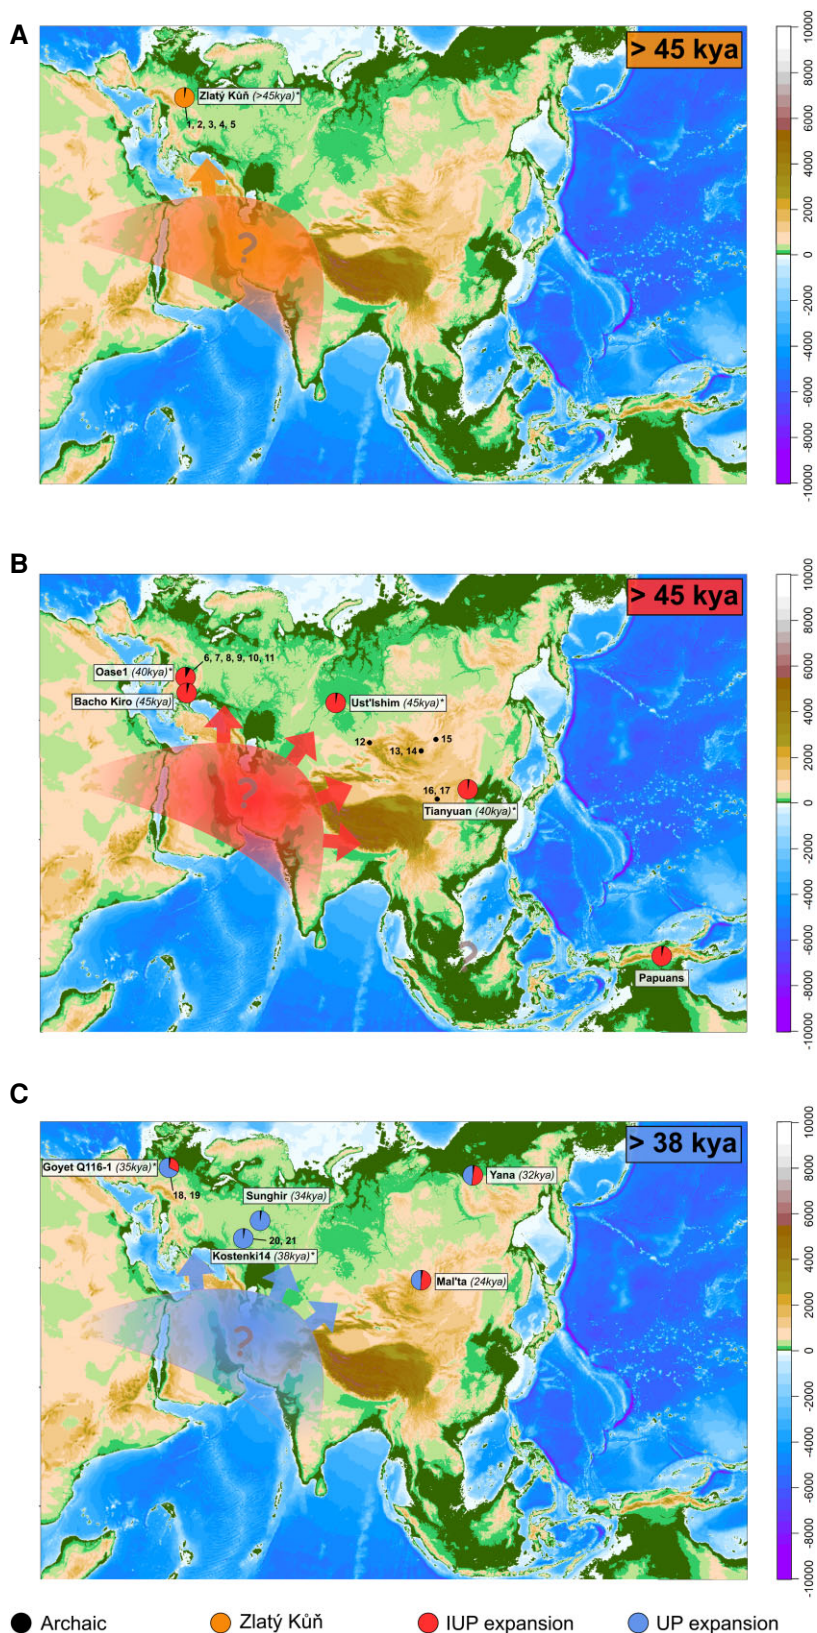 A
> 45 kya
Zlatý Kůň (>45kya)*
1, 2, 3, 4, 5
?
10000
8000
6000
4000
2000
0
-2000
-4000
-6000
-8000
-10000
B
> 45 kya
6, 7, 8, 9, 10, 11
Oase1 (40kya)*
Bacho Kiro (45kya)
Ust'Ishim (45kya)*
12
13, 14
15
16, 17
Tianyuan (40kya)*
?
?
Papuans
10000
8000
6000
4000
2000
0
-2000
-4000
-6000
-8000
-10000
C
> 38 kya
Goyet Q116-1 (35kya)*
18, 19
Yana (32kya)
Sunghir (34kya)
20, 21
Kostenki14 (38kya)*
Mal'ta (24kya)
?
10000
8000
6000
4000
2000
0
-2000
-4000
-6000
-8000
-10000
Archaic Zlatý Kůň IUP expansion UP expansion